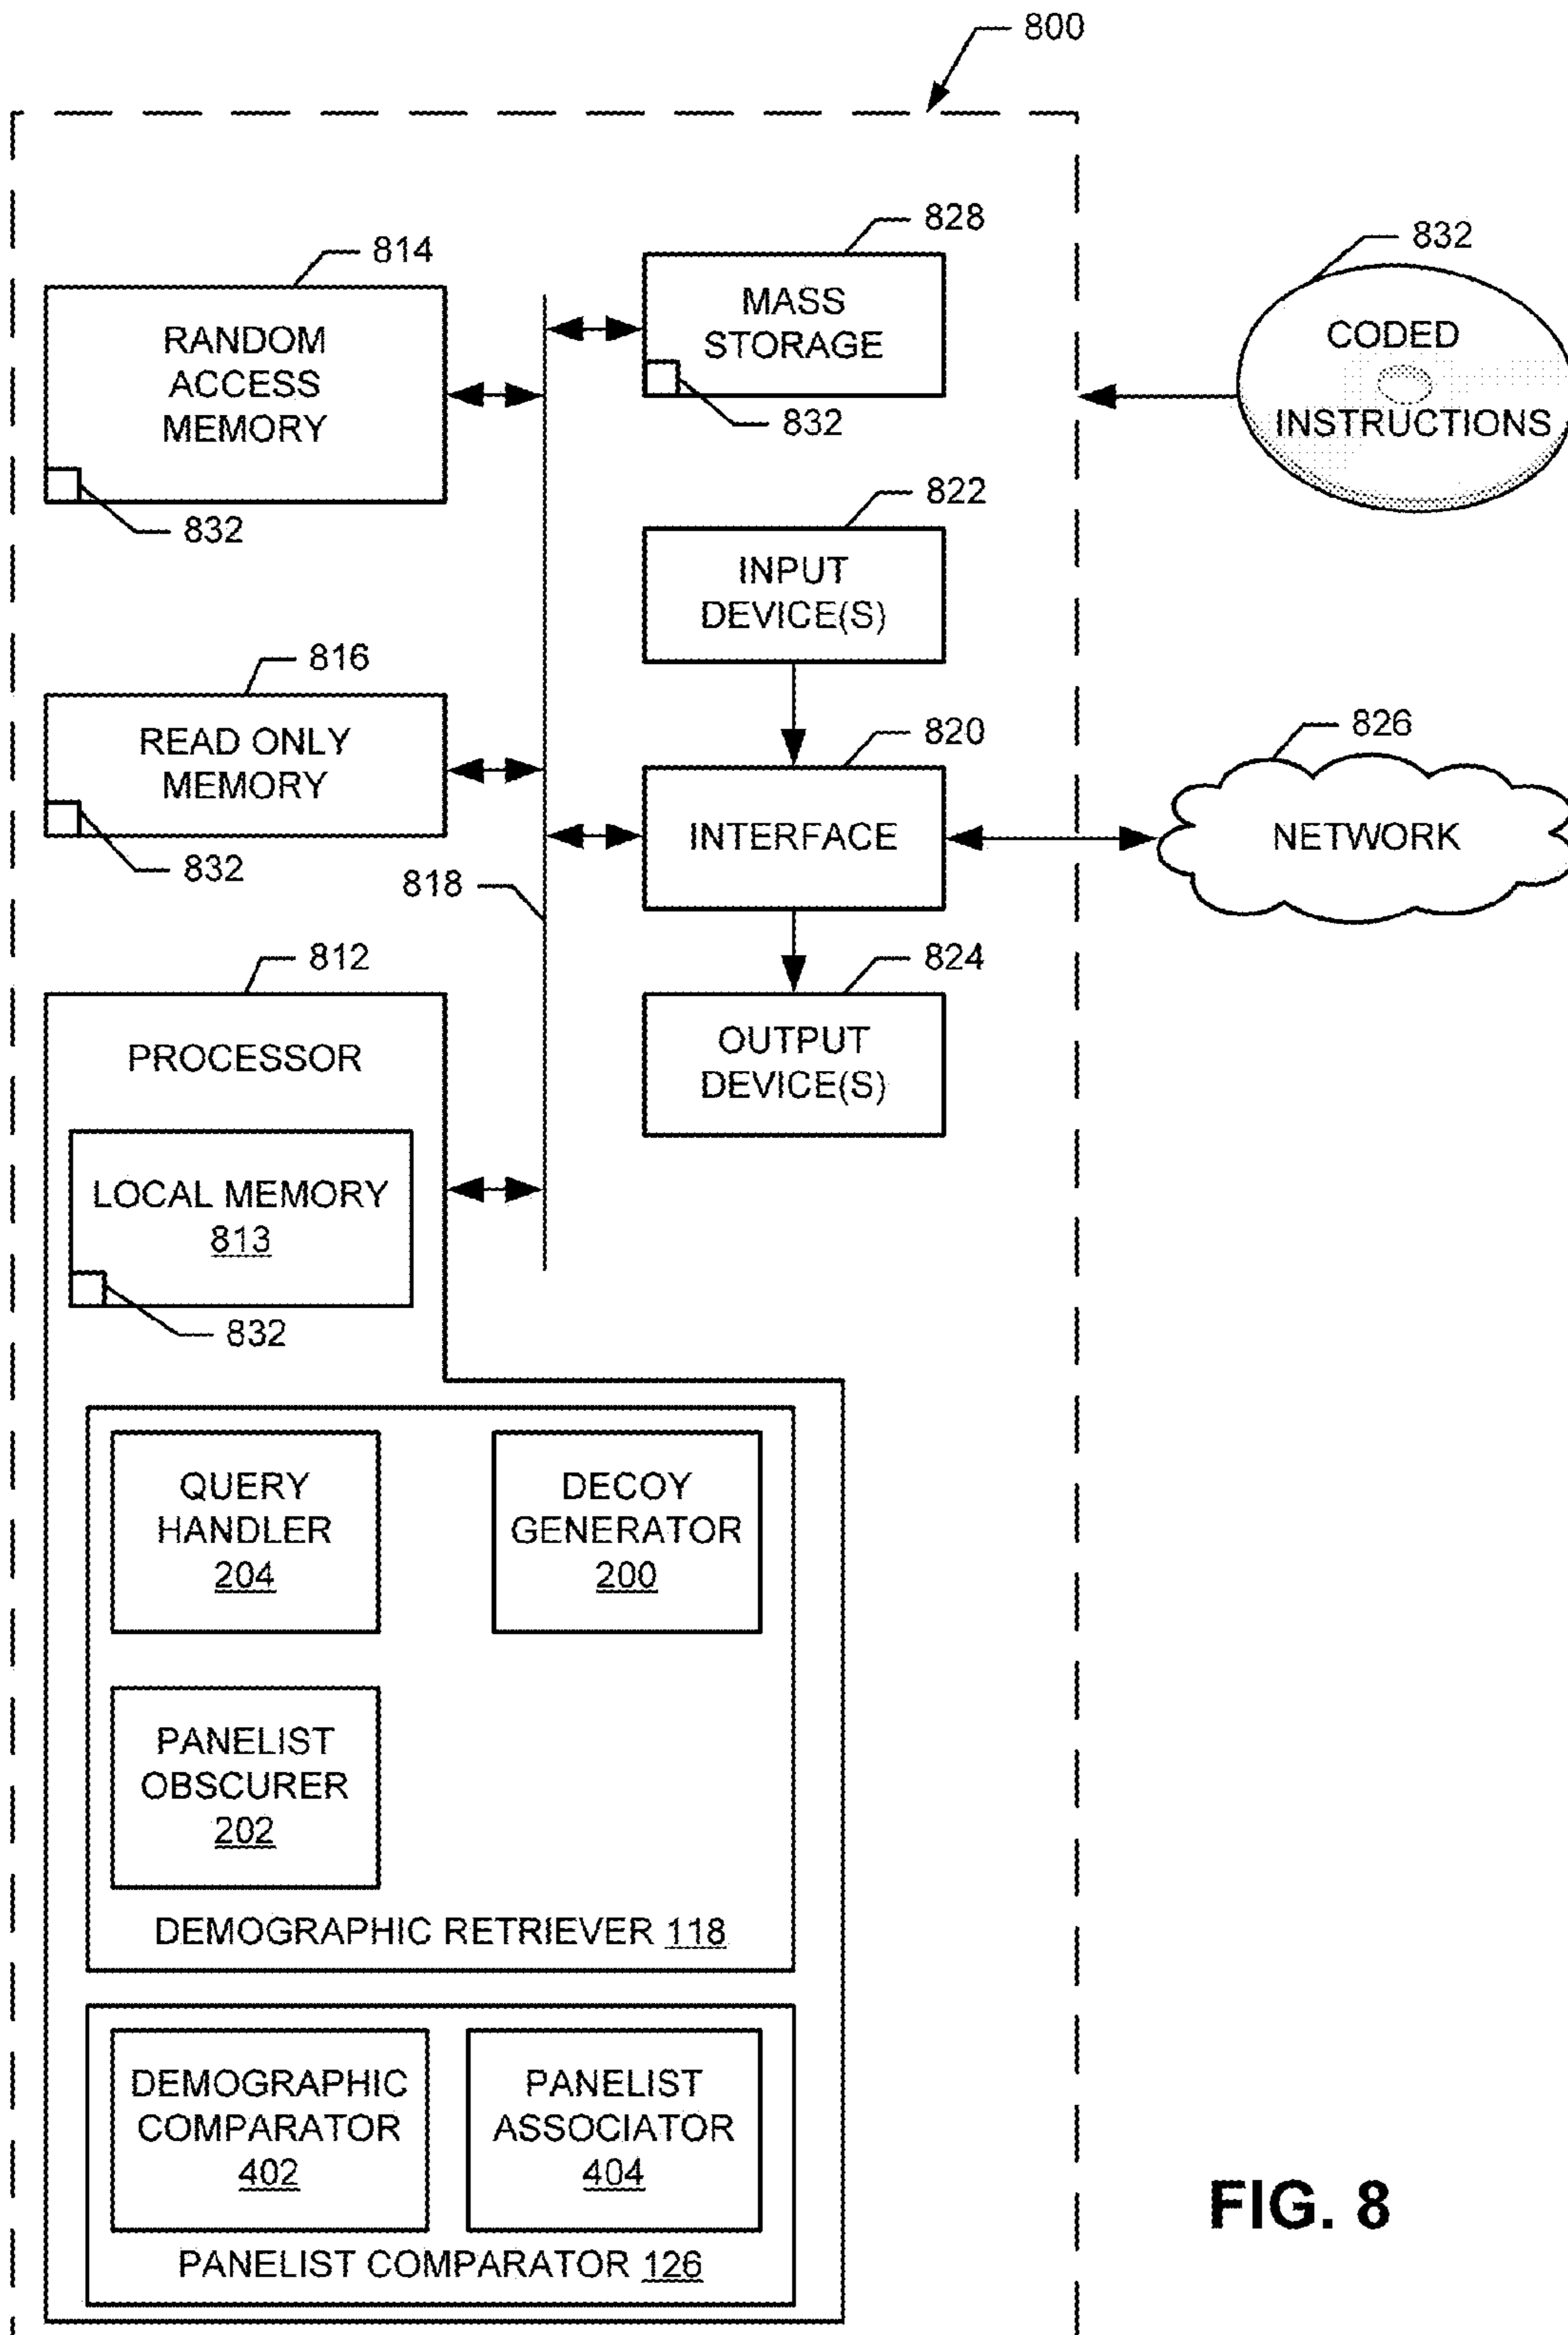 800
814
RANDOM
ACCESS
MEMORY
832
828
MASS
STORAGE
832
832
CODED
INSTRUCTIONS
822
INPUT
DEVICE(S)
816
READ ONLY
MEMORY
832
820
INTERFACE
826
NETWORK
818
824
OUTPUT
DEVICE(S)
812
PROCESSOR
LOCAL MEMORY
813
832
QUERY
HANDLER
204
DECOY
GENERATOR
200
PANELIST
OBSCURER
202
DEMOGRAPHIC RETRIEVER 118
DEMOGRAPHIC
COMPARATOR
402
PANELIST
ASSOCIATOR
404
PANELIST COMPARATOR 126
FIG. 8